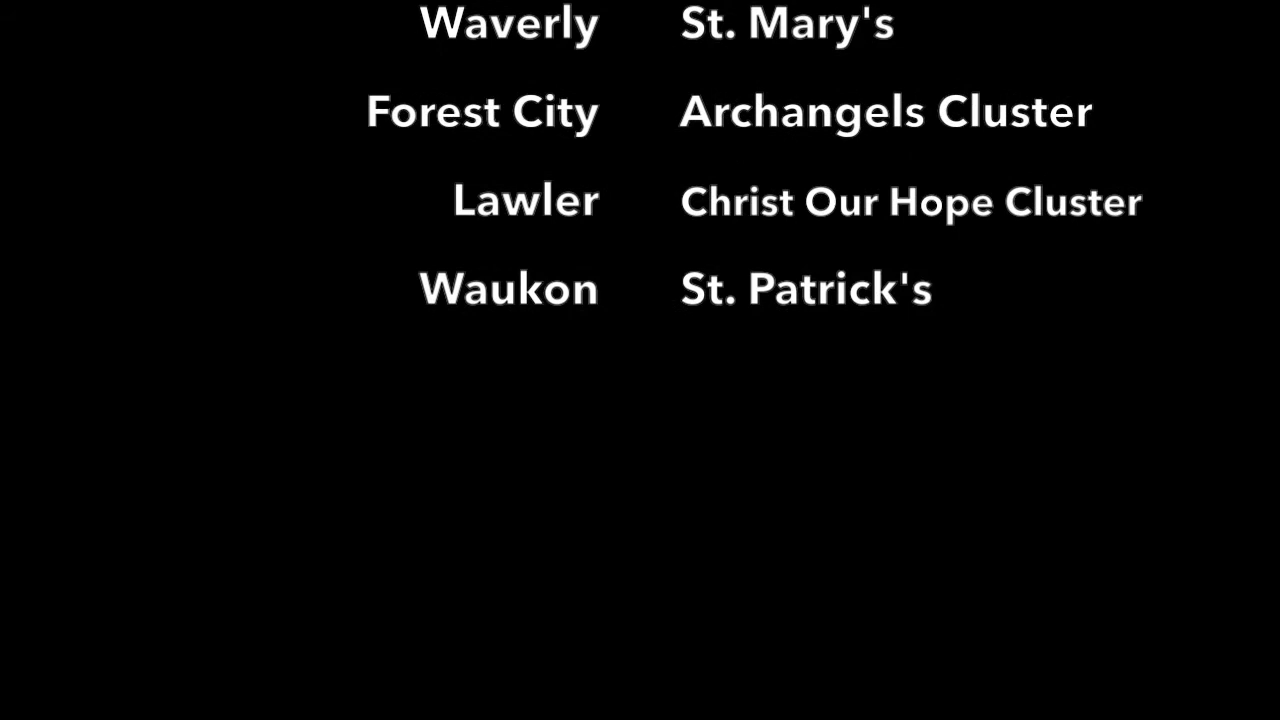 Waverly St. Mary's
Forest City Archangels Cluster
Lawler Christ Our Hope Cluster
Waukon St. Patrick's